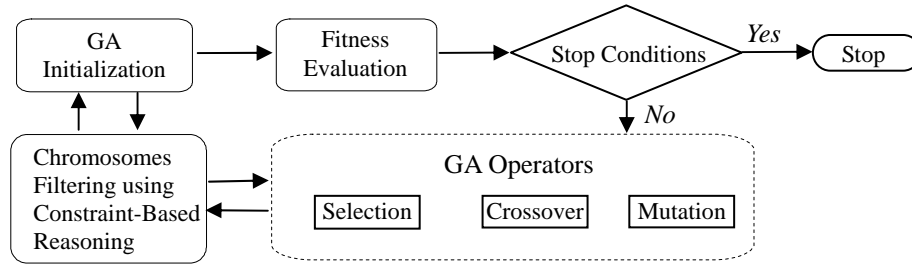 GA
Initialization
Fitness
Evaluation
Stop Conditions
Yes
Stop
No
Chromosomes
Filtering using
Constraint-Based
Reasoning
GA Operators
Selection
Crossover
Mutation